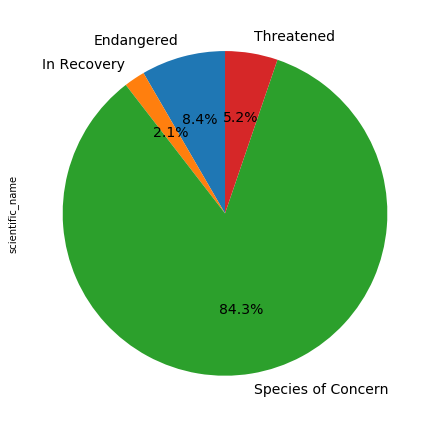 Threatened
Endangered
In Recovery
8.4%
5.2%
2.1%
scientific_name
84.3%
Species of Concern